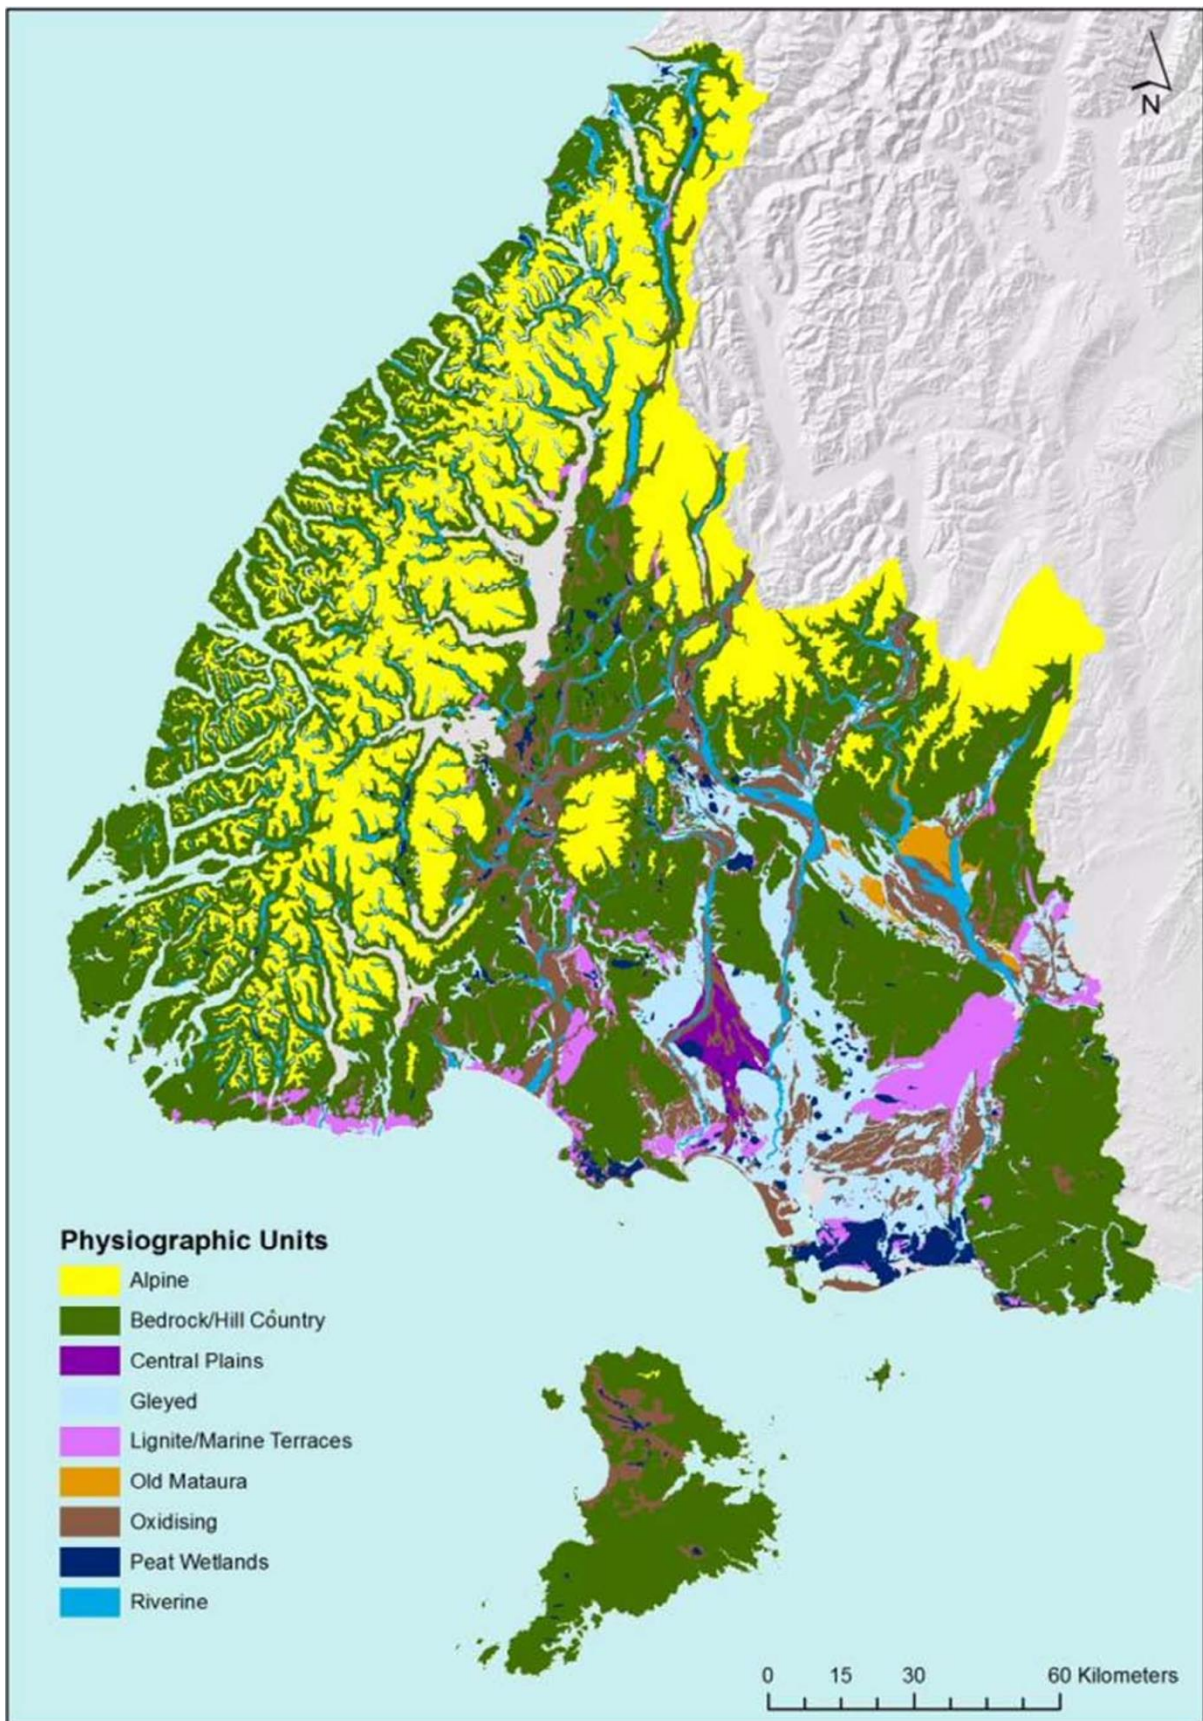 N
Physiographic Units
Alpine
Bedrock/Hill Country
Central Plains
Gleyed
Lignite/Marine Terraces
Old Mataura
Oxidising
Peat Wetlands
Riverine
0 15 30 60 Kilometers